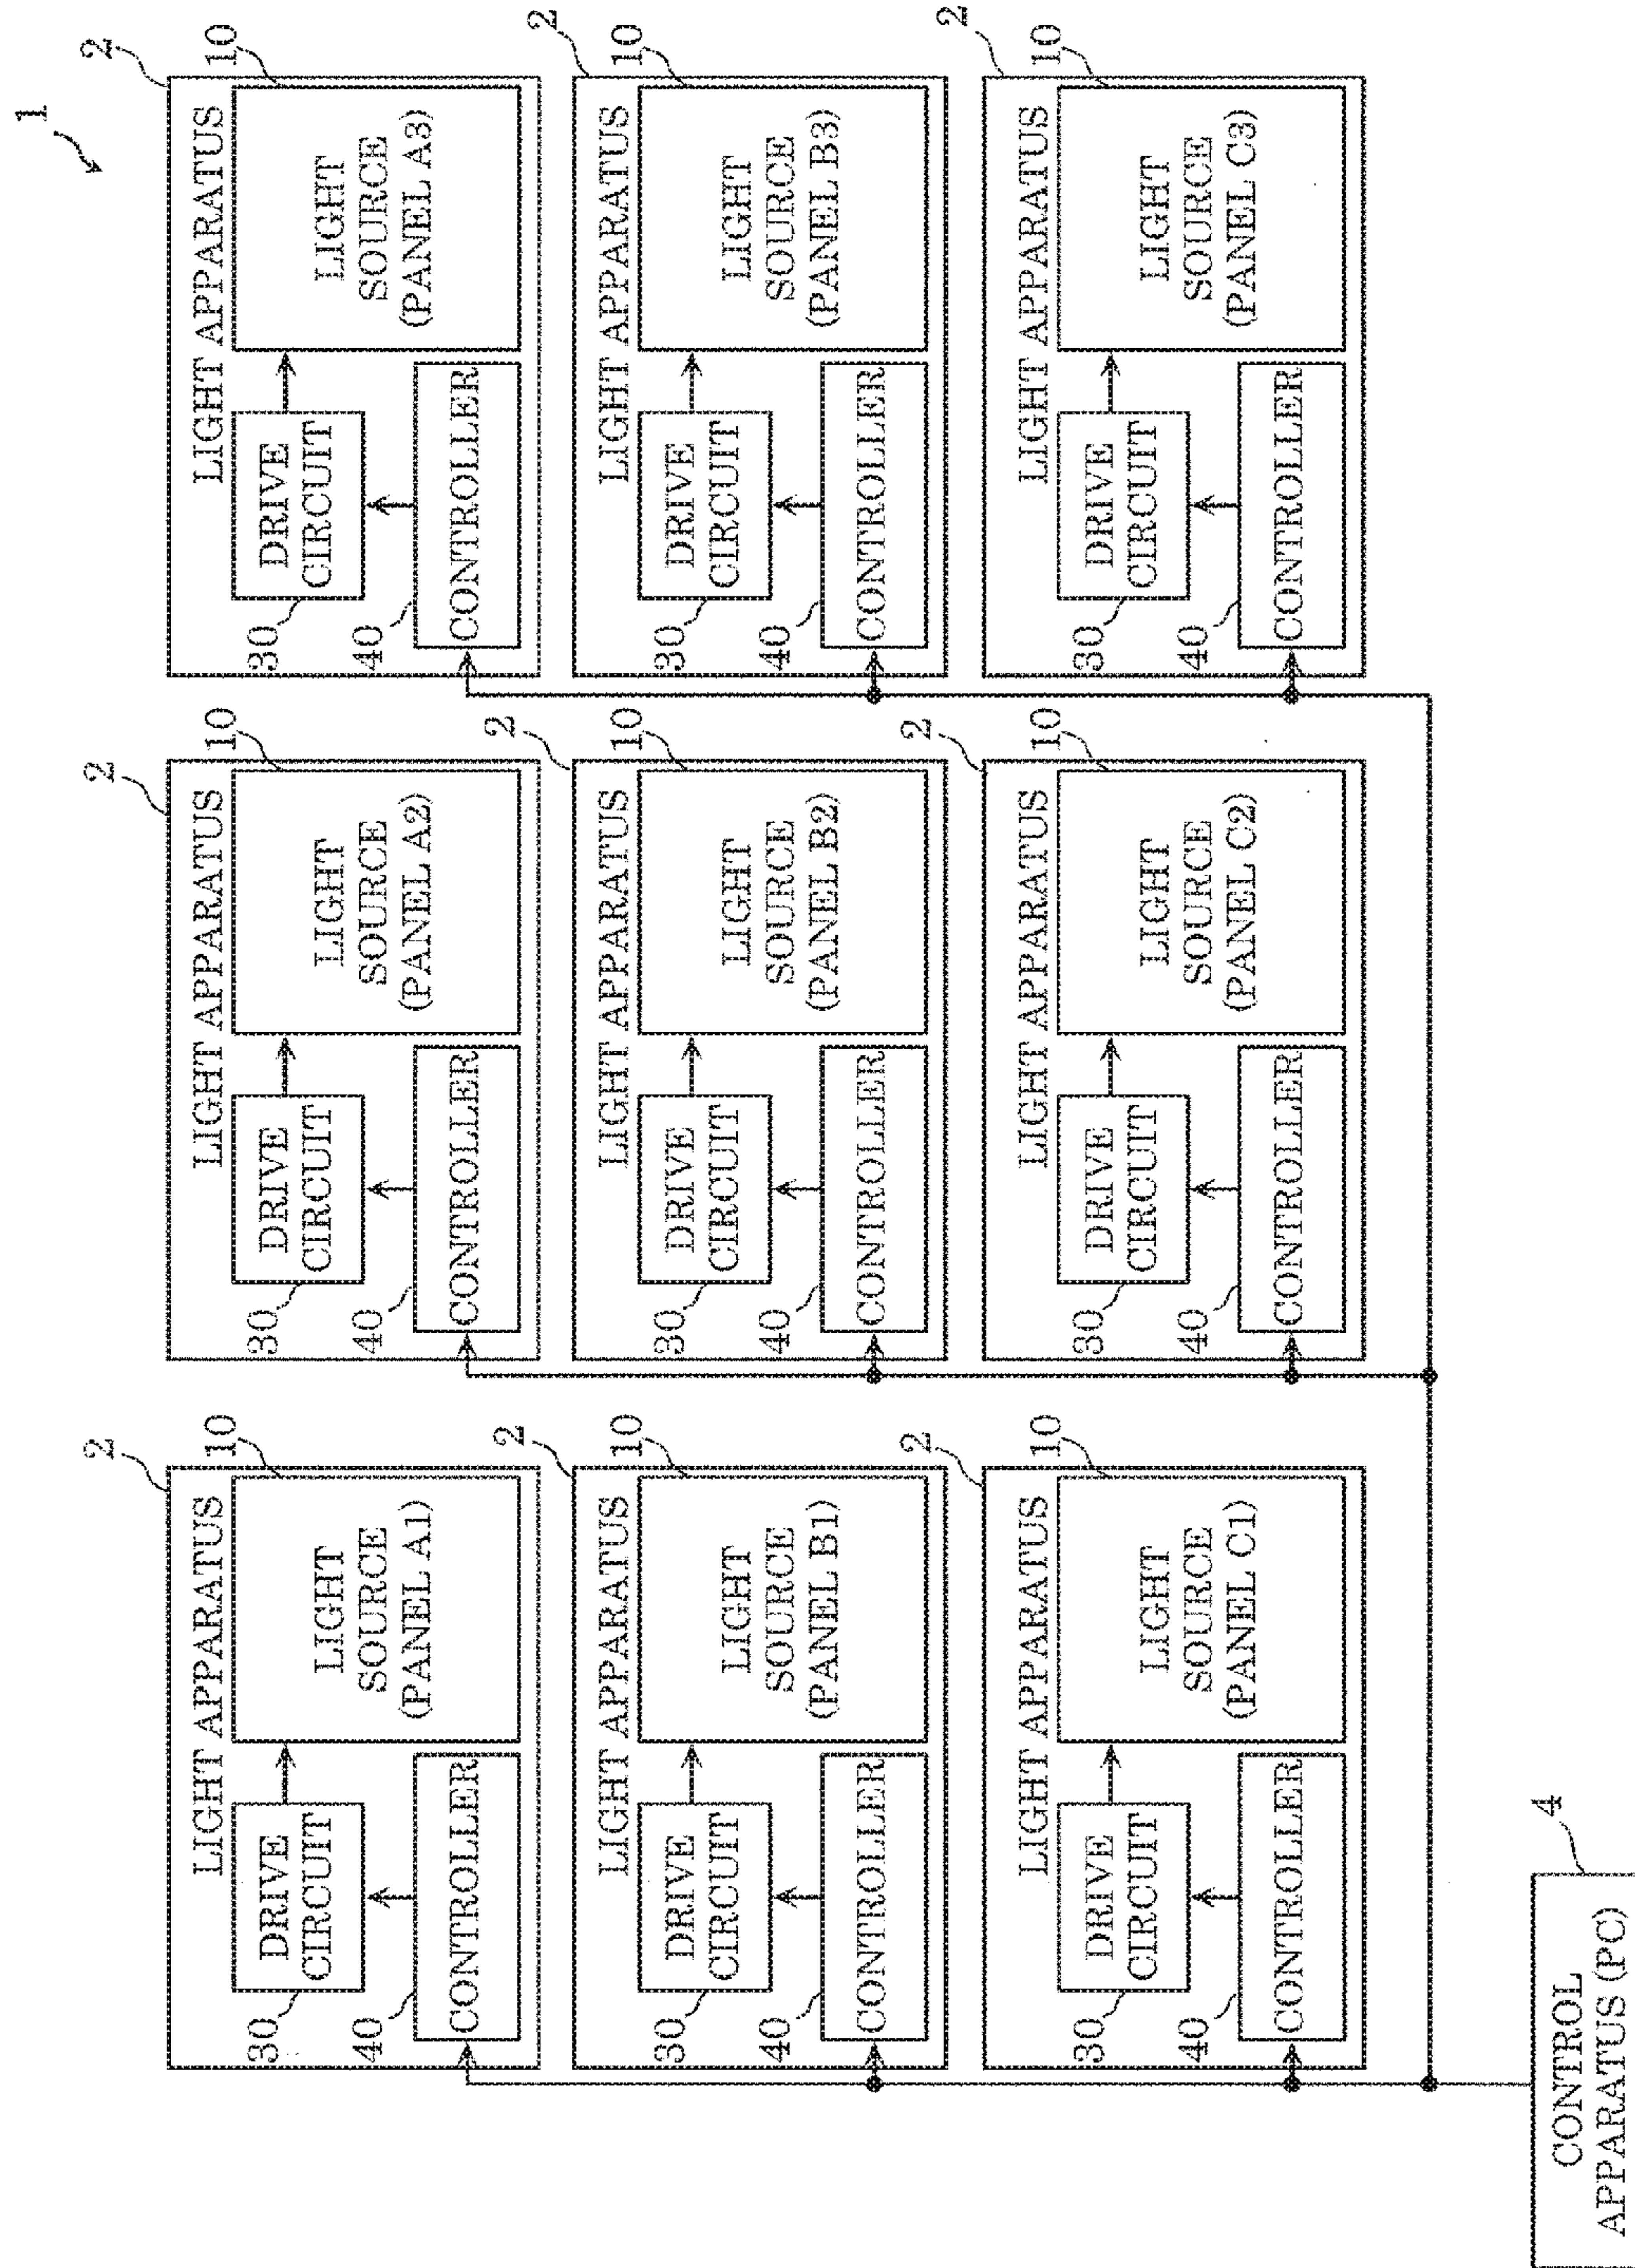 1
2
LIGHT APPARATUS
10
30
DRIVE
CIRCUIT
40
CONTROLLER
LIGHT
SOURCE
(PANEL A1)
2
LIGHT APPARATUS
10
30
DRIVE
CIRCUIT
40
CONTROLLER
LIGHT
SOURCE
(PANEL A2)
2
LIGHT APPARATUS
10
30
DRIVE
CIRCUIT
40
CONTROLLER
LIGHT
SOURCE
(PANEL A3)
2
LIGHT APPARATUS
10
30
DRIVE
CIRCUIT
40
CONTROLLER
LIGHT
SOURCE
(PANEL B1)
2
LIGHT APPARATUS
10
30
DRIVE
CIRCUIT
40
CONTROLLER
LIGHT
SOURCE
(PANEL B2)
2
LIGHT APPARATUS
10
30
DRIVE
CIRCUIT
40
CONTROLLER
LIGHT
SOURCE
(PANEL B3)
2
LIGHT APPARATUS
10
30
DRIVE
CIRCUIT
40
CONTROLLER
LIGHT
SOURCE
(PANEL C1)
2
LIGHT APPARATUS
10
30
DRIVE
CIRCUIT
40
CONTROLLER
LIGHT
SOURCE
(PANEL C2)
2
LIGHT APPARATUS
10
30
DRIVE
CIRCUIT
40
CONTROLLER
LIGHT
SOURCE
(PANEL C3)
4
CONTROL
APPARATUS (PC)